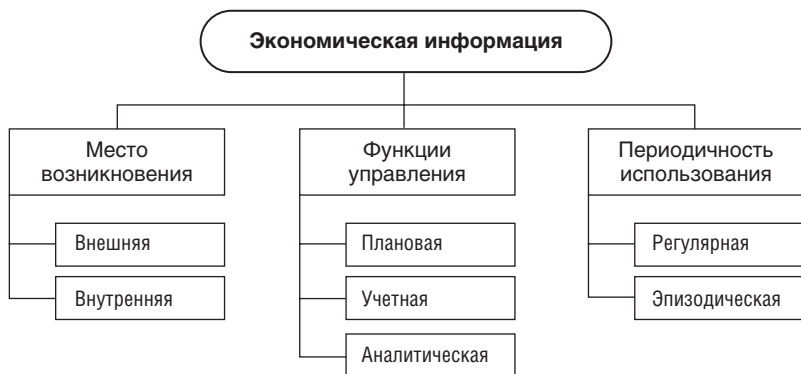 Экономическая информация
Место
возникновения
Внешняя
Внутренняя
Функции
управления
Плановая
Учетная
Аналитическая
Периодичность
использования
Регулярная
Эпизодическая